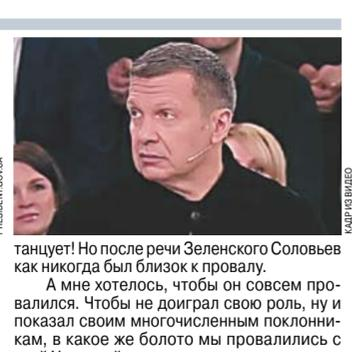 КАДР ИЗ ВИДЕО
танцует! Но после речи Зеленского Соловьев
как никогда был близок к провалу.
А мне хотелось, чтобы он совсем про-
валился. Чтобы не доиграл свою роль, ну и
показал своим многочисленным поклонни-
кам, в какое же болото мы провалились с